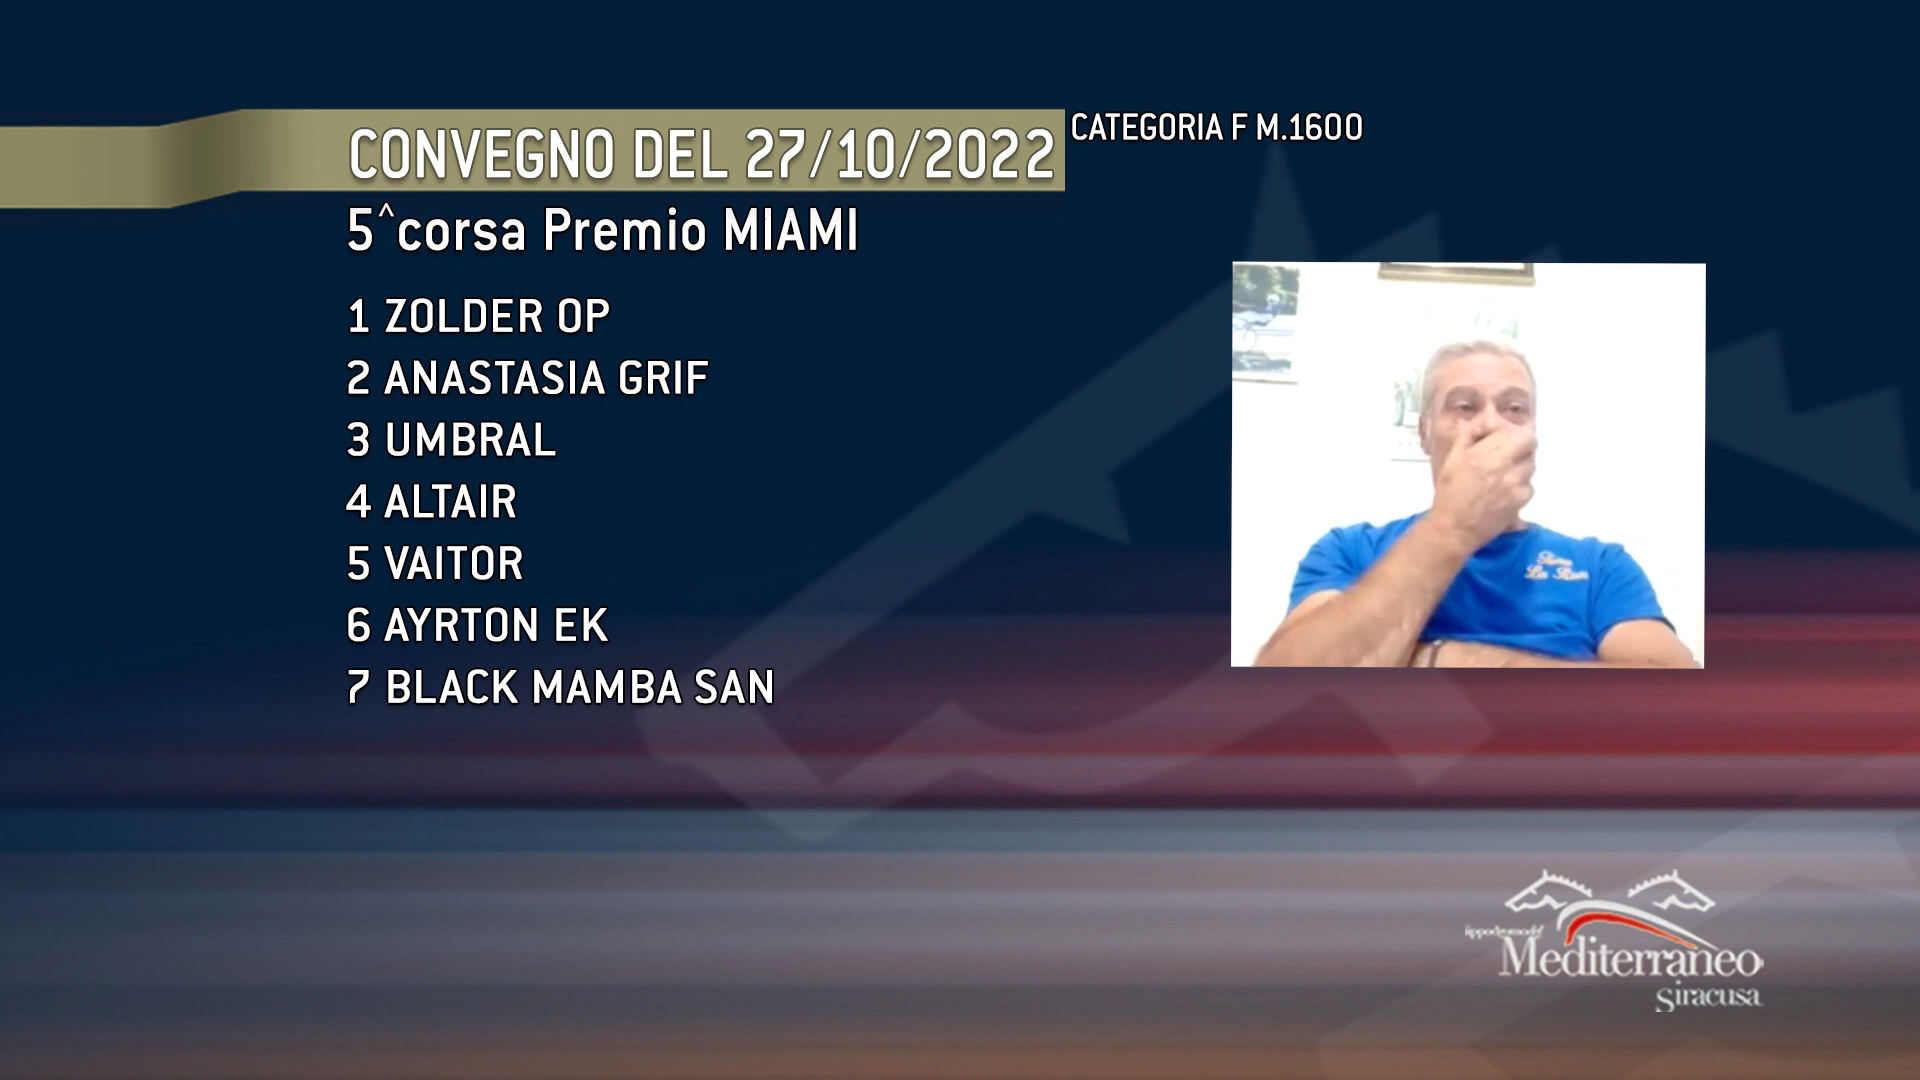 CONVEGNO DEL 27/10/2022
CATEGORIA F M.1600
5^corsa Premio MIAMI
1 ZOLDER OP
2 ANASTASIA GRIF
3 UMBRAL
4 ALTAIR
5 VAITOR
6 AYRTON EK
7 BLACK MAMBA SAN
Mediterraneo
Siracusa